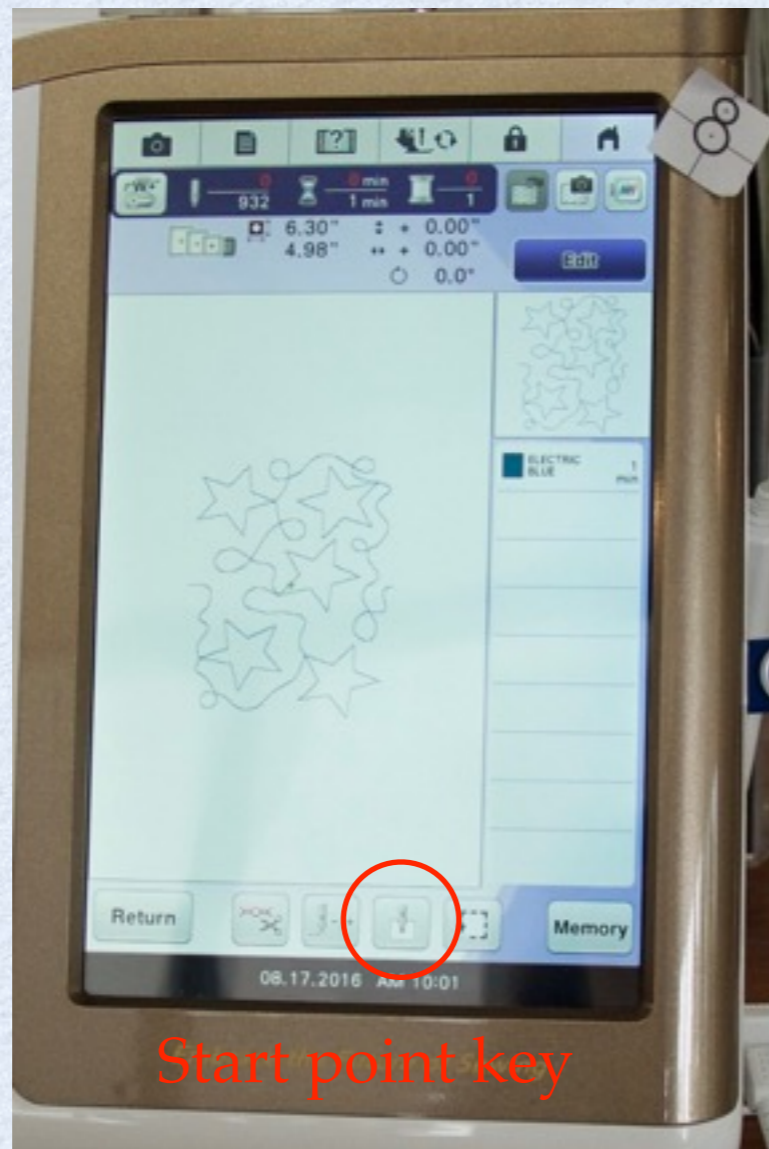 [?]
W+
0 0 min 0
932 1 min 1
6.30" + 0.00"
4.98" + 0.00"
0.0°
Edit
ELECTRIC 1
BLUE min
Return
Memory
08.17.2016 AM 10:01
Start point key
Sewing